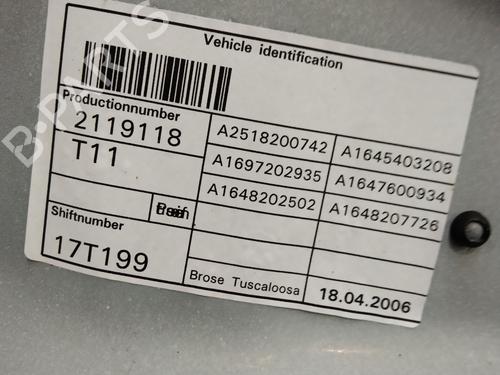 Vehicle identification
Productionnumber
2119118
T11
A2518200742 A1645403208
A1697202935 A1647600934
A1648202502 A1648207726
Shiftnumber
17T199
Brose Tuscaloosa 18.04.2006
B-PARTS